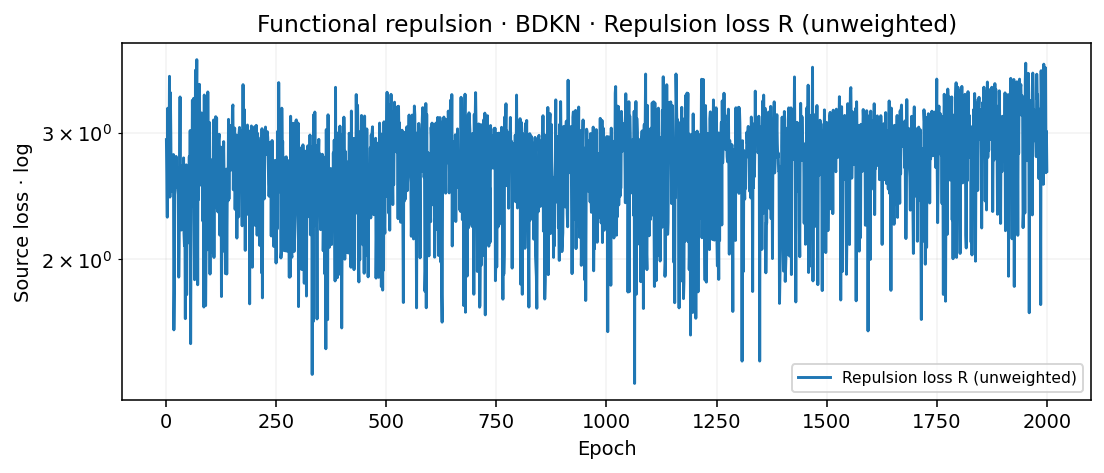 Functional repulsion · BDKN · Repulsion loss R (unweighted)
Source loss · log
3 × 10⁰
2 × 10⁰
Repulsion loss R (unweighted)
0 250 500 750 1000 1250 1500 1750 2000
Epoch